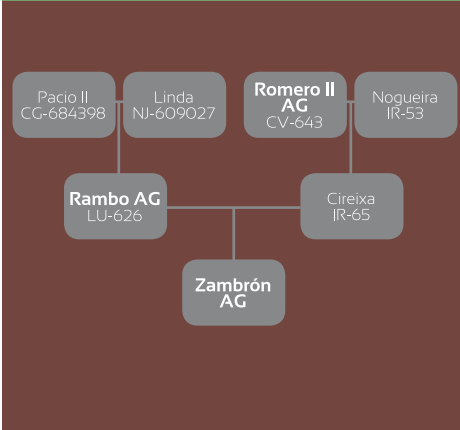 Pacio II
CG-684398
Linda
NJ-609027
Romero II
AG
CV-643
Nogueira
IR-53
Rambo AG
LU-626
Cireixa
IR-65
Zambrón
AG